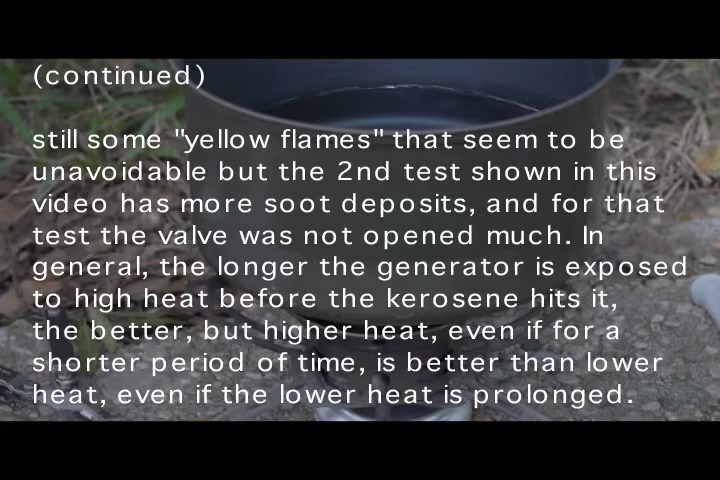 (continued)
still some "yellow flames" that seem to be
unavoidable but the 2nd test shown in this
video has more soot deposits, and for that
test the valve was not opened much. In
general, the longer the generator is exposed
to high heat before the kerosene hits it,
the better, but higher heat, even if for a
shorter period of time, is better than lower
heat, even if the lower heat is prolonged.